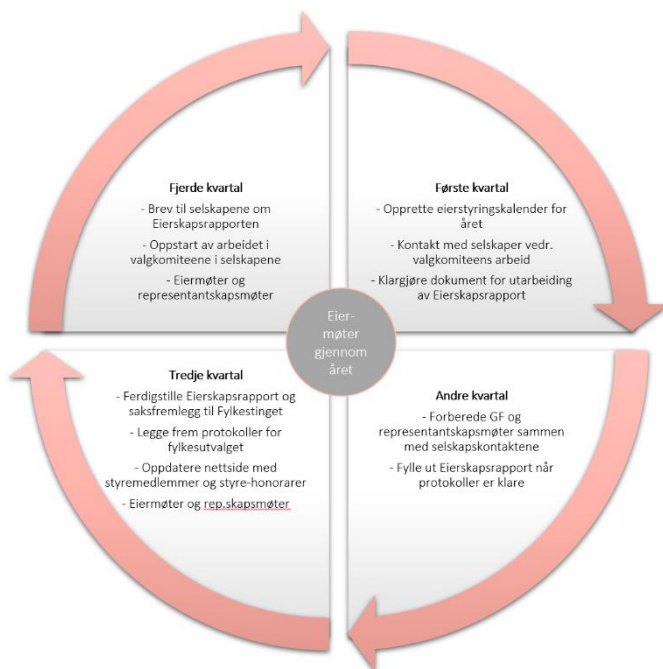 Fjerde kvartal
- Brev til selskapene om
Eierskapsrapporten
- Oppstart av arbeidet i
valgkomiteene i selskapene
- Eiermøter og
representantskapsmøter
Første kvartal
- Opprette eierstyringskalender for
året
- Kontakt med selskaper vedr.
valgkomiteens arbeid
- Klargjøre dokument for utarbeiding
av Eierskapsrapport
Eier-
møter
gjennom
året
Tredje kvartal
- Ferdigstille Eierskapsrapport og
saksfremlegg til Fylkestinget
- Legge frem protokoller for
fylkesutvalget
- Oppdatere nettside med
styremedlemmer og styre-honorarer
- Eiermøter og rep.skapsmøter
Andre kvartal
- Forberede GF og
representantskapsmøter sammen
med selskapskontaktene
- Fylle ut Eierskapsrapport når
protokoller er klare